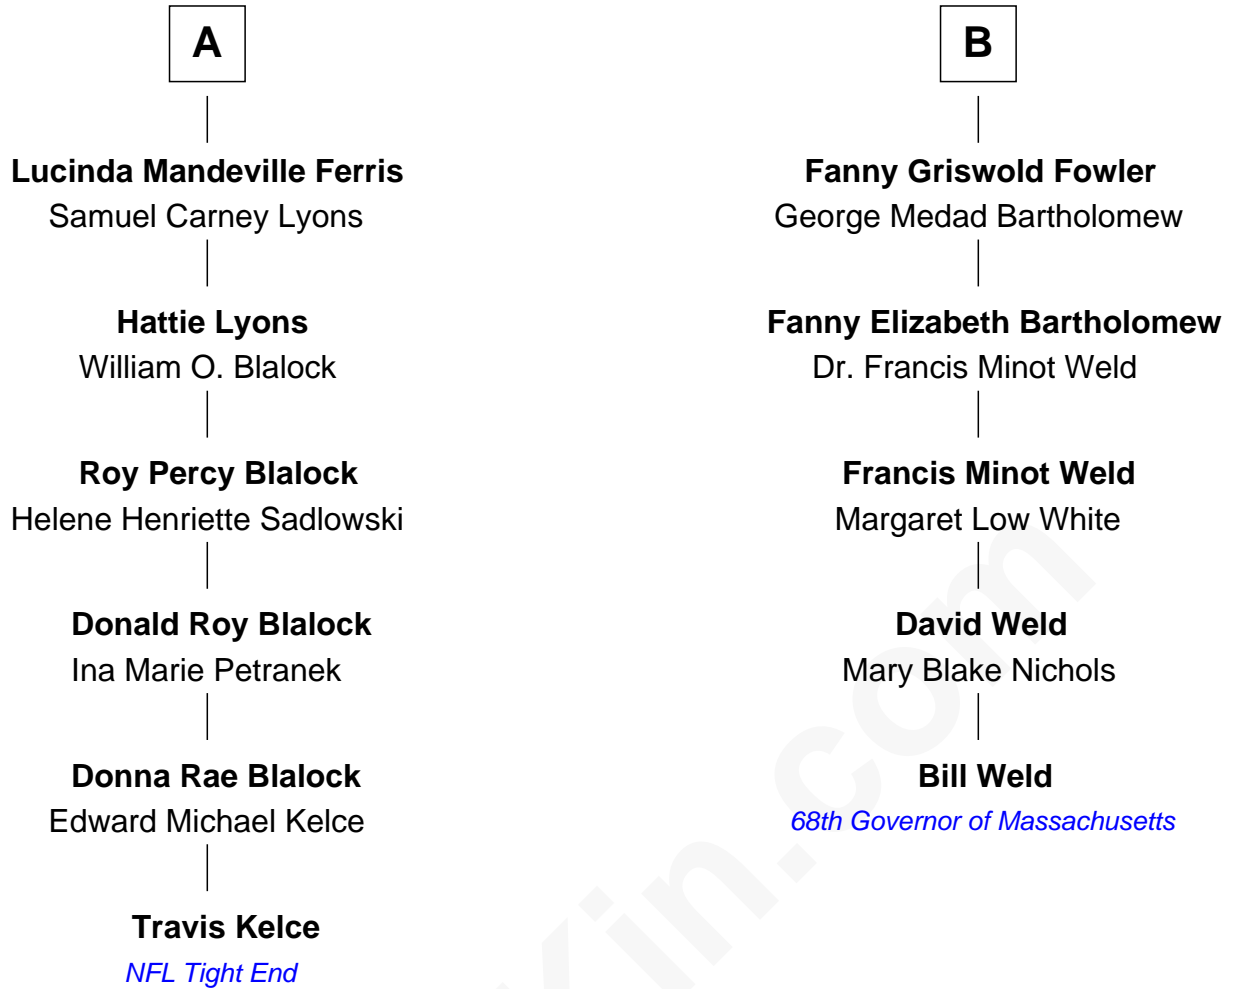 A
Lucinda Mandeville Ferris
Samuel Carney Lyons
Hattie Lyons
William O. Blalock
Roy Percy Blalock
Helene Henriette Sadlowski
Donald Roy Blalock
Ina Marie Petranek
Donna Rae Blalock
Edward Michael Kelce
Travis Kelce
NFL Tight End
B
Fanny Griswold Fowler
George Medad Bartholomew
Fanny Elizabeth Bartholomew
Dr. Francis Minot Weld
Francis Minot Weld
Margaret Low White
David Weld
Mary Blake Nichols
Bill Weld
68th Governor of Massachusetts
Kin.com